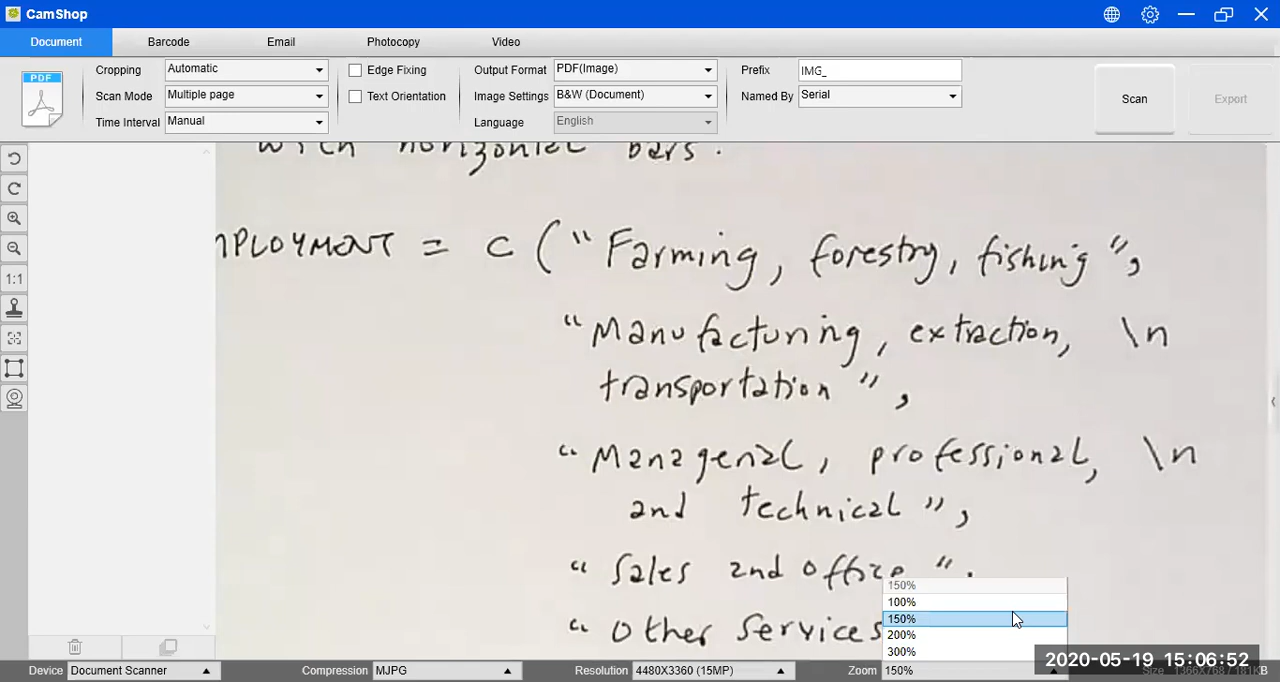 CamShop
Document Barcode Email Photocopy Video
PDF
Cropping Automatic Edge Fixing Output Format PDF(Image) Prefix IMG_
Scan Mode Multiple page Text Orientation Image Settings B&W (Document) Named By Serial
Time Interval Manual Language English
Scan Export
with horizontal bars.
MPLOYMENT = c ("Farming, forestry, fishing",
"Manufacturing, extraction, \n
transportation",
"Managerial, professional, \n
and technical",
"Sales and office",
"Other services
1:1
150%
100%
150%
200%
300%
Device Document Scanner Compression MJPG Resolution 4480X3360 (15MP) Zoom 150%
2020-05-19 15:06:52